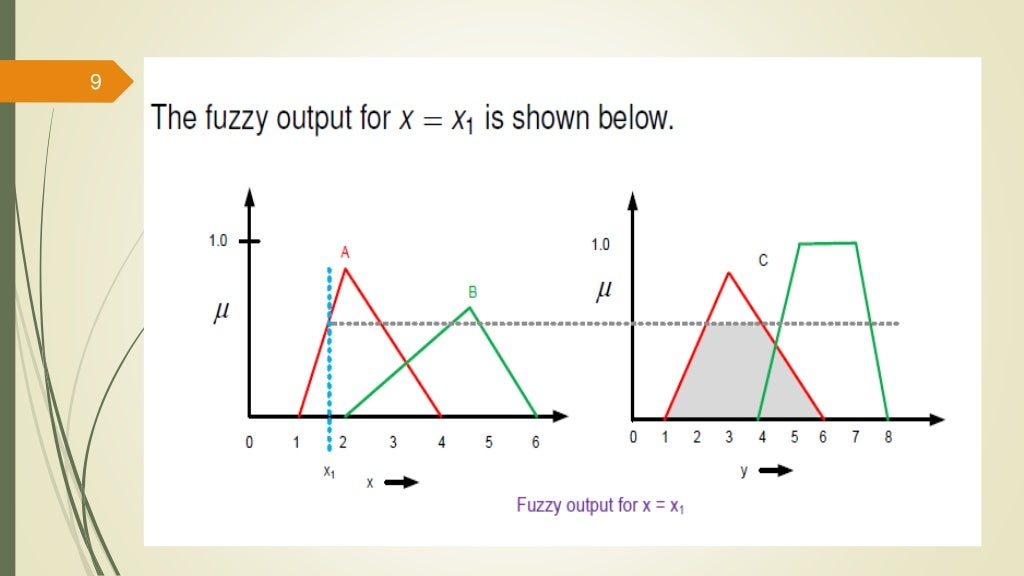 9
The fuzzy output for x = x₁ is shown below.
1.0
A
B
μ
0 1 2 3 4 5 6
x₁
x
1.0
C
μ
0 1 2 3 4 5 6 7 8
y
Fuzzy output for x = x₁